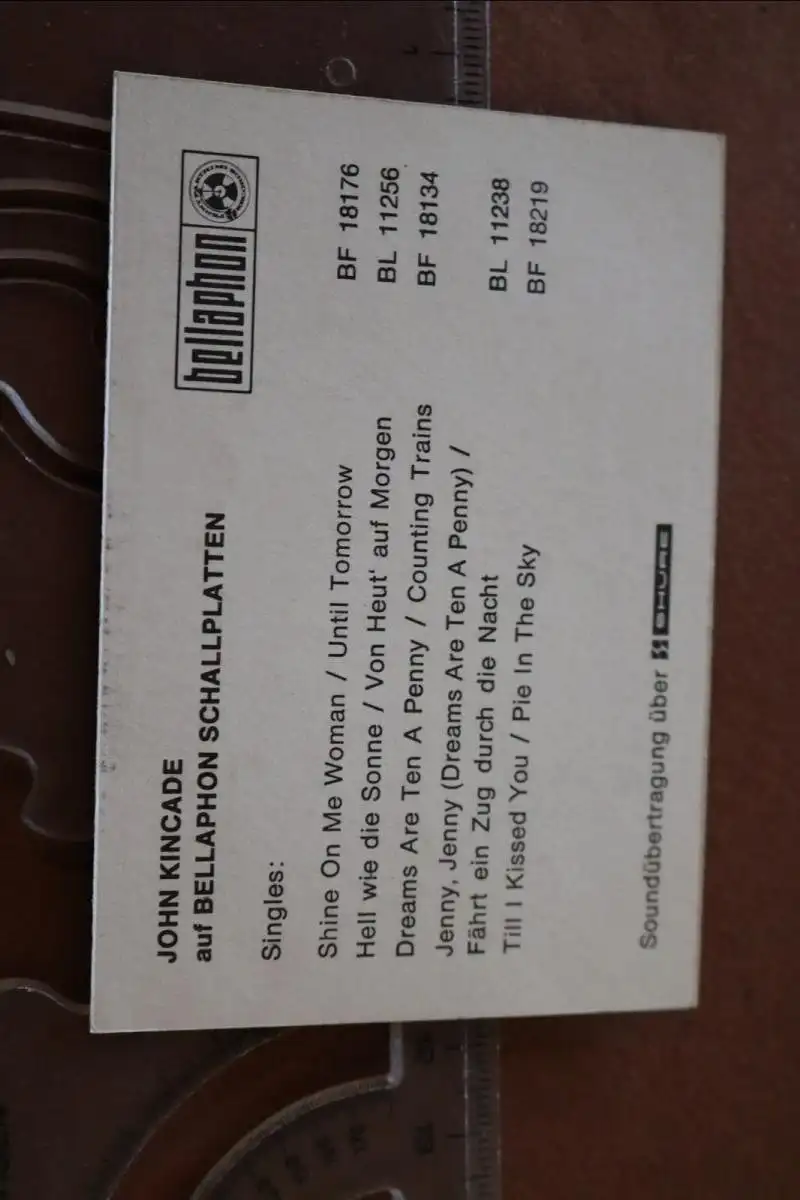 JOHN KINCADE
auf BELLAPHON SCHALLPLATTEN
bellaphon
Singles:
Shine On Me Woman / Until Tomorrow BF 18176
Hell wie die Sonne / Von Heut' auf Morgen BL 11256
Dreams Are Ten A Penny / Counting Trains BF 18134
Jenny, Jenny (Dreams Are Ten A Penny) /
Fährt ein Zug durch die Nacht BL 11238
Till I Kissed You / Pie In The Sky BF 18219
Soundübertragung über SHURE